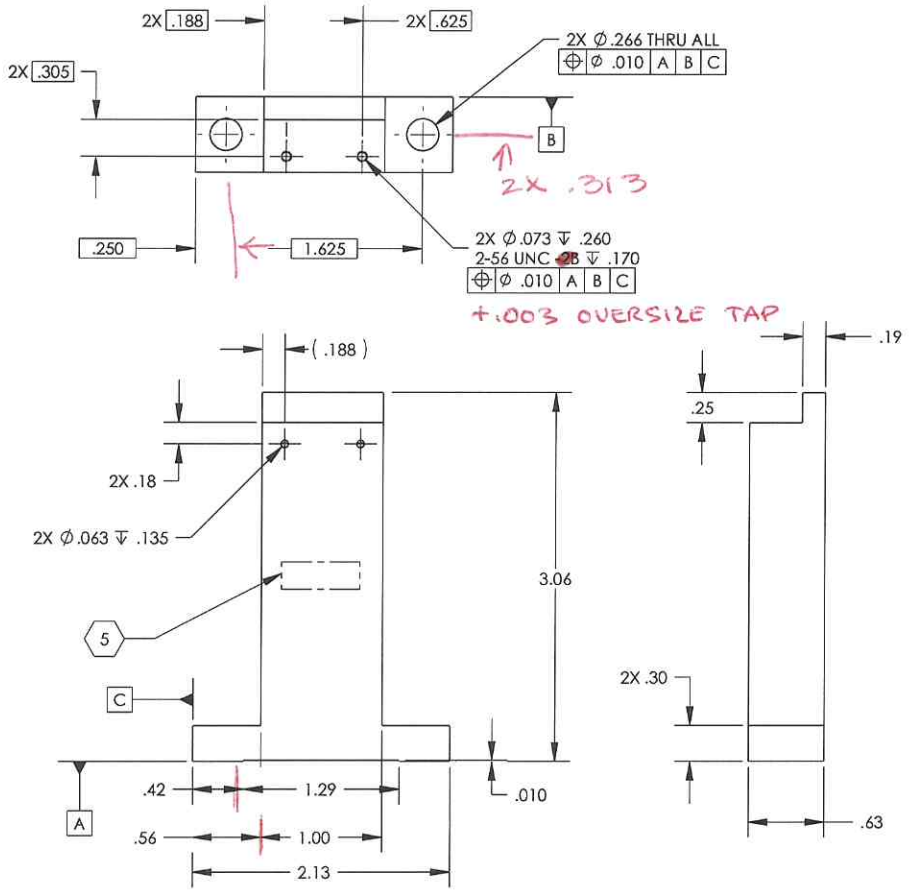 2X .188
2X .625
2X .305
2X Ø.266 THRU ALL
⌖ Ø .010 A B C
B
2X .313
.250
1.625
2X Ø.073 ↧ .260
2-56 UNC -2B ↧ .170
⌖ Ø .010 A B C
+.003 OVERSIZE TAP
( .188 )
.19
.25
2X .18
2X Ø.063 ↧ .135
3.06
5
C
2X .30
A
.42
1.29
.010
.56
1.00
.63
2.13